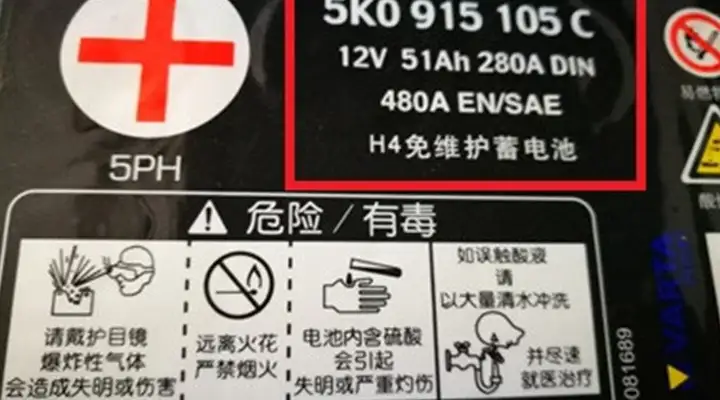 5K0 915 105 C
12V 51Ah 280A DIN
480A EN/SAE
H4免维护蓄电池
5PH
危险/有毒
请戴护目镜
爆炸性气体
会造成失明或伤害
远离火花
严禁烟火
电池内含硫酸
会引起
失明或严重灼伤
如误触酸液
请
以大量清水冲洗
并尽速
就医治疗
081689
VARTA
易燃物